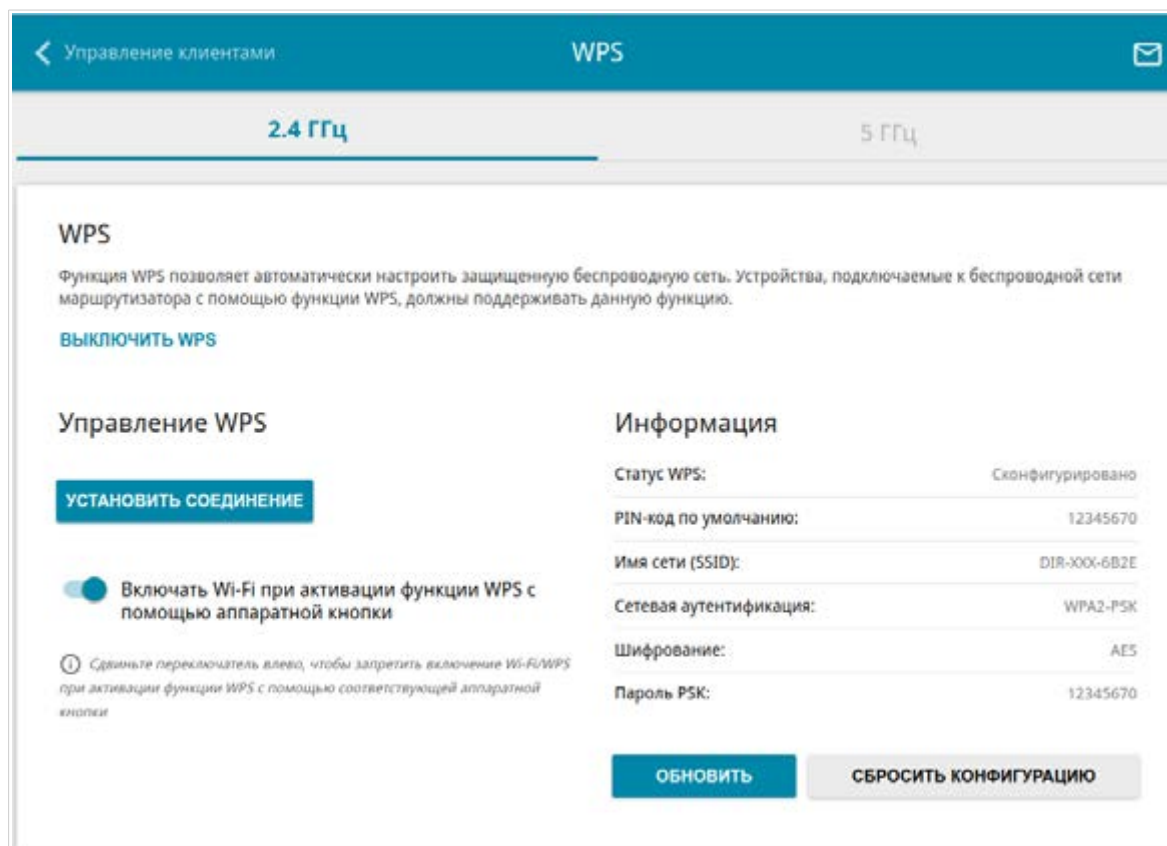 Управление клиентами
WPS
2.4 ГГц
5 ГГц
WPS
Функция WPS позволяет автоматически настроить защищенную беспроводную сеть. Устройства, подключаемые к беспроводной сети
маршрутизатора с помощью функции WPS, должны поддерживать данную функцию.
ВЫКЛЮЧИТЬ WPS
Управление WPS
УСТАНОВИТЬ СОЕДИНЕНИЕ
Включать Wi-Fi при активации функции WPS с
помощью аппаратной кнопки
Сдвиньте переключатель влево, чтобы запретить включение Wi-Fi/WPS
при активации функции WPS с помощью соответствующей аппаратной
кнопки
Информация
Статус WPS: Сконфигурировано
PIN-код по умолчанию: 12345670
Имя сети (SSID): DIR-XXX-6B2E
Сетевая аутентификация: WPA2-PSK
Шифрование: AES
Пароль PSK: 12345670
ОБНОВИТЬ
СБРОСИТЬ КОНФИГУРАЦИЮ